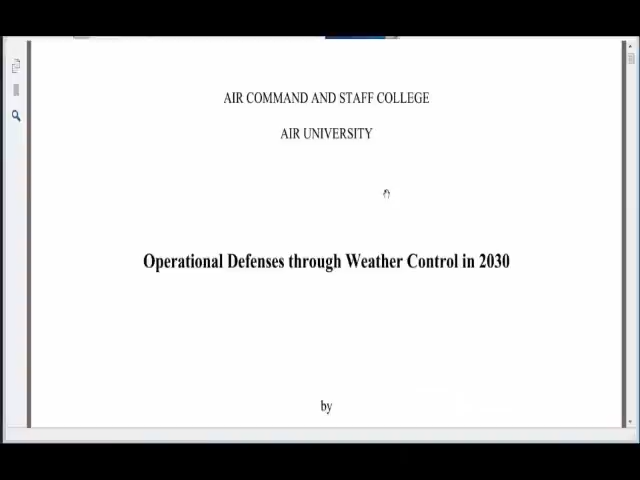 AIR COMMAND AND STAFF COLLEGE
AIR UNIVERSITY
Operational Defenses through Weather Control in 2030
by